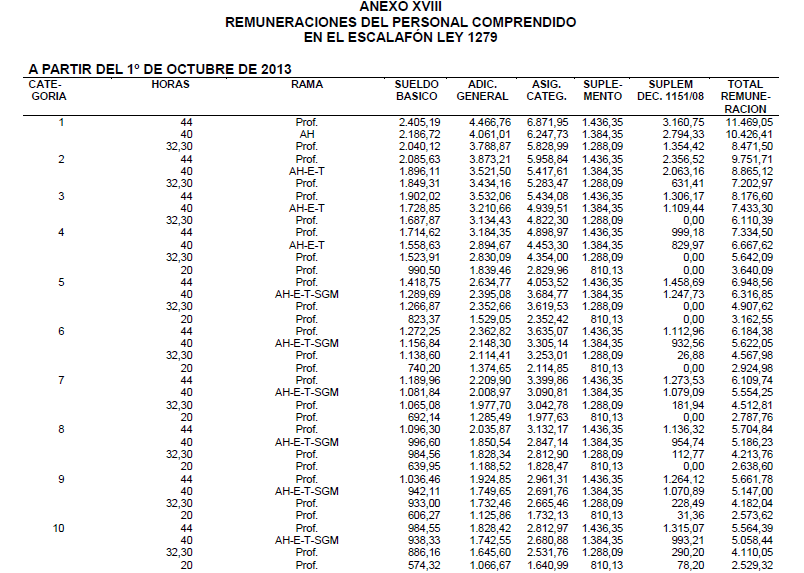 ANEXO XVIII
REMUNERACIONES DEL PERSONAL COMPRENDIDO
EN EL ESCALAFÓN LEY 1279
A PARTIR DEL 1º DE OCTUBRE DE 2013
CATE- HORAS RAMA SUELDO ADIC. ASIG. SUPLE- SUPLEM TOTAL
GORIA BASICO GENERAL CATEG. MENTO DEC. 1151/08 REMUNE-
RACION
1 44 Prof. 2.405,19 4.466,76 6.871,95 1.436,35 3.160,75 11.469,05
40 AH 2.186,72 4.061,01 6.247,73 1.384,35 2.794,33 10.426,41
32,30 Prof. 2.040,12 3.788,87 5.828,99 1.288,09 1.354,42 8.471,50
2 44 Prof. 2.085,63 3.873,21 5.958,84 1.436,35 2.356,52 9.751,71
40 AH-E-T 1.896,11 3.521,50 5.417,61 1.384,35 2.063,16 8.865,12
32,30 Prof. 1.849,31 3.434,16 5.283,47 1.288,09 631,41 7.202,97
3 44 Prof. 1.902,02 3.532,06 5.434,08 1.436,35 1.306,17 8.176,60
40 AH-E-T 1.728,85 3.210,66 4.939,51 1.384,35 1.109,44 7.433,30
32,30 Prof. 1.687,87 3.134,43 4.822,30 1.288,09 0,00 6.110,39
4 44 Prof. 1.714,62 3.184,35 4.898,97 1.436,35 999,18 7.334,50
40 AH-E-T 1.558,63 2.894,67 4.453,30 1.384,35 829,97 6.667,62
32,30 Prof. 1.523,91 2.830,09 4.354,00 1.288,09 0,00 5.642,09
20 Prof. 990,50 1.839,46 2.829,96 810,13 0,00 3.640,09
5 44 Prof. 1.418,75 2.634,77 4.053,52 1.436,35 1.458,69 6.948,56
40 AH-E-T-SGM 1.289,69 2.395,08 3.684,77 1.384,35 1.247,73 6.316,85
32,30 Prof. 1.266,87 2.352,66 3.619,53 1.288,09 0,00 4.907,62
20 Prof. 823,37 1.529,05 2.352,42 810,13 0,00 3.162,55
6 44 Prof. 1.272,25 2.362,82 3.635,07 1.436,35 1.112,96 6.184,38
40 AH-E-T-SGM 1.156,84 2.148,30 3.305,14 1.384,35 932,56 5.622,05
32,30 Prof. 1.138,60 2.114,41 3.253,01 1.288,09 26,88 4.567,98
20 Prof. 740,20 1.374,65 2.114,85 810,13 0,00 2.924,98
7 44 Prof. 1.189,96 2.209,90 3.399,86 1.436,35 1.273,53 6.109,74
40 AH-E-T-SGM 1.081,84 2.008,97 3.090,81 1.384,35 1.079,09 5.554,25
32,30 Prof. 1.065,08 1.977,70 3.042,78 1.288,09 181,94 4.512,81
20 Prof. 692,14 1.285,49 1.977,63 810,13 0,00 2.787,76
8 44 Prof. 1.096,30 2.035,87 3.132,17 1.436,35 1.136,32 5.704,84
40 AH-E-T-SGM 996,60 1.850,54 2.847,14 1.384,35 954,74 5.186,23
32,30 Prof. 984,56 1.828,34 2.812,90 1.288,09 112,77 4.213,76
20 Prof. 639,95 1.188,52 1.828,47 810,13 0,00 2.638,60
9 44 Prof. 1.036,46 1.924,85 2.961,31 1.436,35 1.264,12 5.661,78
40 AH-E-T-SGM 942,11 1.749,65 2.691,76 1.384,35 1.070,89 5.147,00
32,30 Prof. 933,00 1.732,46 2.665,46 1.288,09 228,49 4.182,04
20 Prof. 606,27 1.125,86 1.732,13 810,13 31,36 2.573,62
10 44 Prof. 984,55 1.828,42 2.812,97 1.436,35 1.315,07 5.564,39
40 AH-E-T-SGM 938,33 1.742,55 2.680,88 1.384,35 993,21 5.058,44
32,30 Prof. 886,16 1.645,60 2.531,76 1.288,09 290,20 4.110,05
20 Prof. 574,32 1.066,67 1.640,99 810,13 78,20 2.529,32